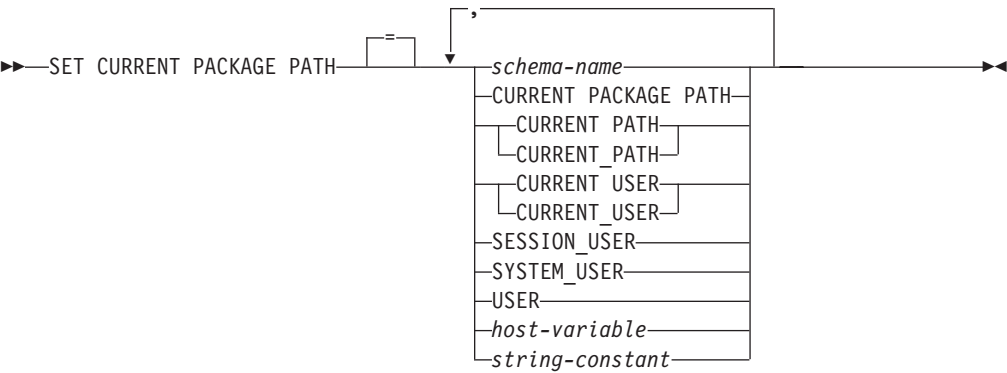 ,
=
SET CURRENT PACKAGE PATH schema-name
CURRENT PACKAGE PATH
CURRENT PATH
CURRENT_PATH
CURRENT USER
CURRENT_USER
SESSION_USER
SYSTEM_USER
USER
host-variable
string-constant